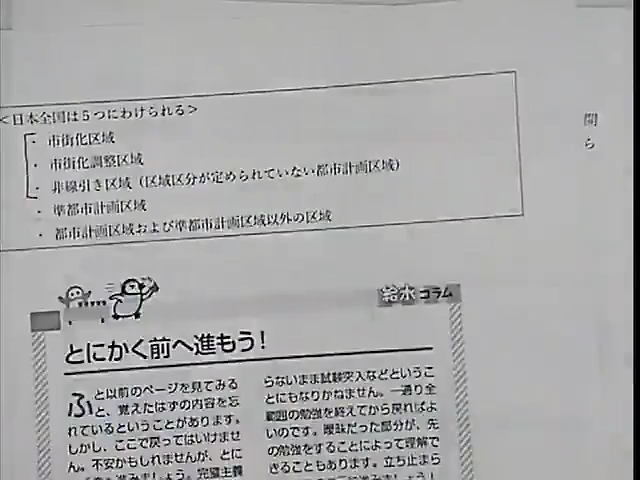 <日本全国は5つにわけられる>
・ 市街化区域
・ 市街化調整区域
・ 非線引き区域（区域区分が定められていない都市計画区域）
・ 準都市計画区域
・ 都市計画区域および準都市計画区域以外の区域
開
ら
給水コラム
とにかく前へ進もう！
ふと以前のページを見てみる
と、覚えたはずの内容を忘
れているということがあります。
しかし、ここで戻ってはいけませ
ん。不安かもしれませんが、とに
完璧主義
らないまま試験突入などというこ
とにもなりかねません。一通り全
範囲の勉強を終えてから戻ればよ
いのです。曖昧だった部分が、先
の勉強をすることによって理解で
きることもあります。立ち止まら